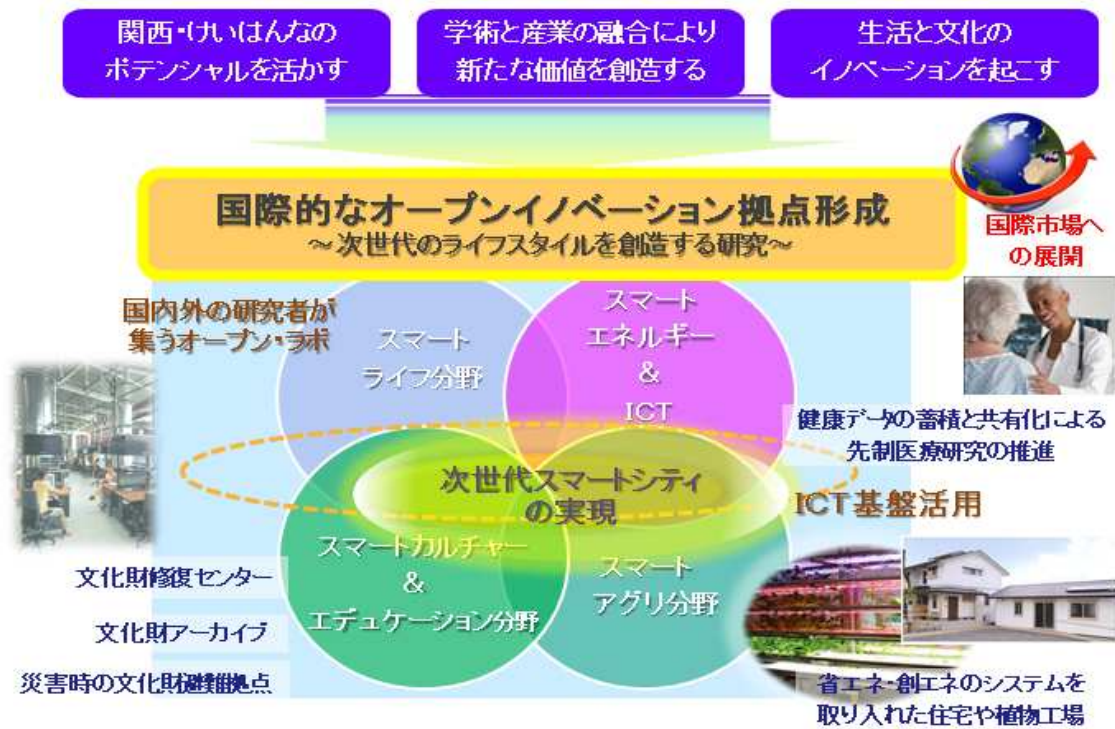 関西・けいはんなの
ポテンシャルを活かす
学術と産業の融合により
新たな価値を創造する
生活と文化の
イノベーションを起こす
国際的なオープンイノベーション拠点形成
～次世代のライフスタイルを創造する研究～
国際市場へ
の展開
国内外の研究者が
集うオープン・ラボ
スマート
ライフ分野
スマート
エネルギー
&
ICT
健康データの蓄積と共有化による
先制医療研究の推進
次世代スマートシティ
の実現
ICT基盤活用
スマートカルチャー
&
エデュケーション分野
スマート
アグリ分野
文化財修復センター
文化財アーカイブ
災害時の文化財避難拠点
省エネ・創エネのシステムを
取り入れた住宅や植物工場